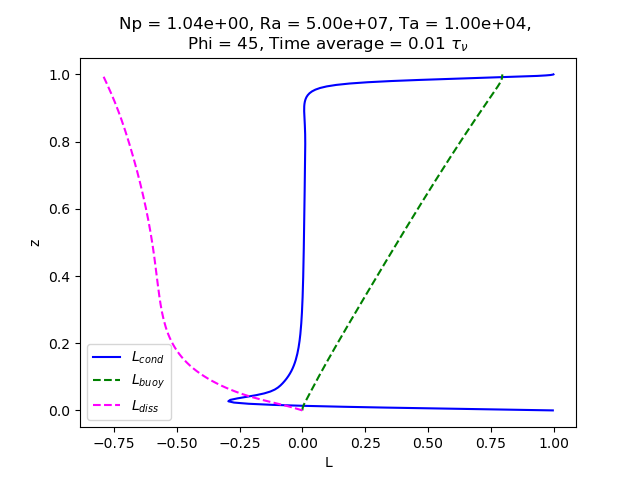 Np = 1.04e+00, Ra = 5.00e+07, Ta = 1.00e+04,
Phi = 45, Time average = 0.01 τν
1.0
0.8
0.6
0.4
0.2
0.0
z
Lcond
Lbuoy
Ldiss
−0.75 −0.50 −0.25 0.00 0.25 0.50 0.75 1.00
L